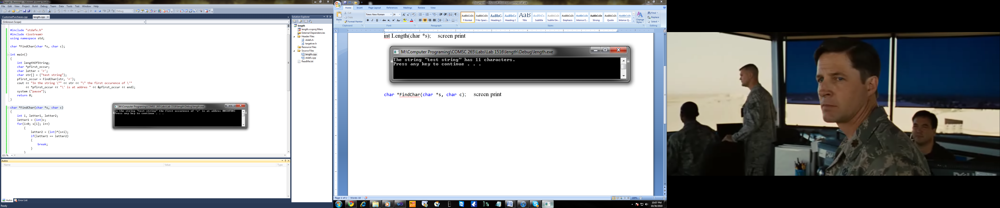 length (Running) - Microsoft Visual Studio
File Edit View Project Build Debug Team Data Tools Test Window Help
Debug
CustomerPurchases.cpp length.cpp
(Unknown Scope)
#include "stdafx.h"
#include <iostream>
using namespace std;
char *FindChar(char *s, char c);
int main()
{
int lengthOfString;
char *pfirst_occur;
char letter = 'r';
char str[] = {"test string"};
pfirst_occur = FindChar(str, 'r');
cout << "In the string \"" << str << "\" the first occurence of \'"
<< *pfirst_occur << "\' is at addres " << &pfirst_occur << endl;
system ("pause");
return 0;
}
char *FindChar(char *s, char c)
{
int i, letter1, letter2;
letter1 = (int)c;
for(i=0; s[i]; i++)
{
letter2 = (int)*(s+i);
if(letter1 == letter2)
{
break;
}
}
121 %
M:\Computer Programing\COMSC 265\Labs\Lab 1516\length\Debug\length.exe
In the string "test string" the first occurence of 'r' is at addres 003DFD8C
Press any key to continue . . .
Autos
Name Value Type
Autos Error List
Ready
Solution Explorer
length
length.vcxproj.filters
External Dependencies
Header Files
stdafx.h
targetver.h
Resource Files
Source Files
length.cpp
stdafx.cpp
ReadMe.txt
Microsoft Word non-commercial use
Home Insert Page Layout References Mailings Review View
Paste
Cut
Copy
Format Painter
Clipboard
Times New Roman 24
Font
Paragraph
AaBbCcDc AaBbCcDc AaBbC AaBbCc AaB AaBbCc. AaBbCcDc AaBbCcDc AaBbCcDc AaBbCcDc AaBbCcDc AaBbCcDc
¶ Normal ¶ No Spaci... Heading 1 Heading 2 Title Subtitle Subtle Em... Emphasis Intense E... Strong Quote Intense Q...
Styles
Change Styles
Find
Replace
Select
Editing
int Length(char *s); screen print
M:\Computer Programing\COMSC 265\Labs\Lab 1516\length\Debug\length.exe
The string "test string" has 11 characters.
Press any key to continue . . .
char *FindChar(char *s, char c); screen print
Page: 1 of 1 Words: 18
189%
10:07 PM
10/30/2010
DELL